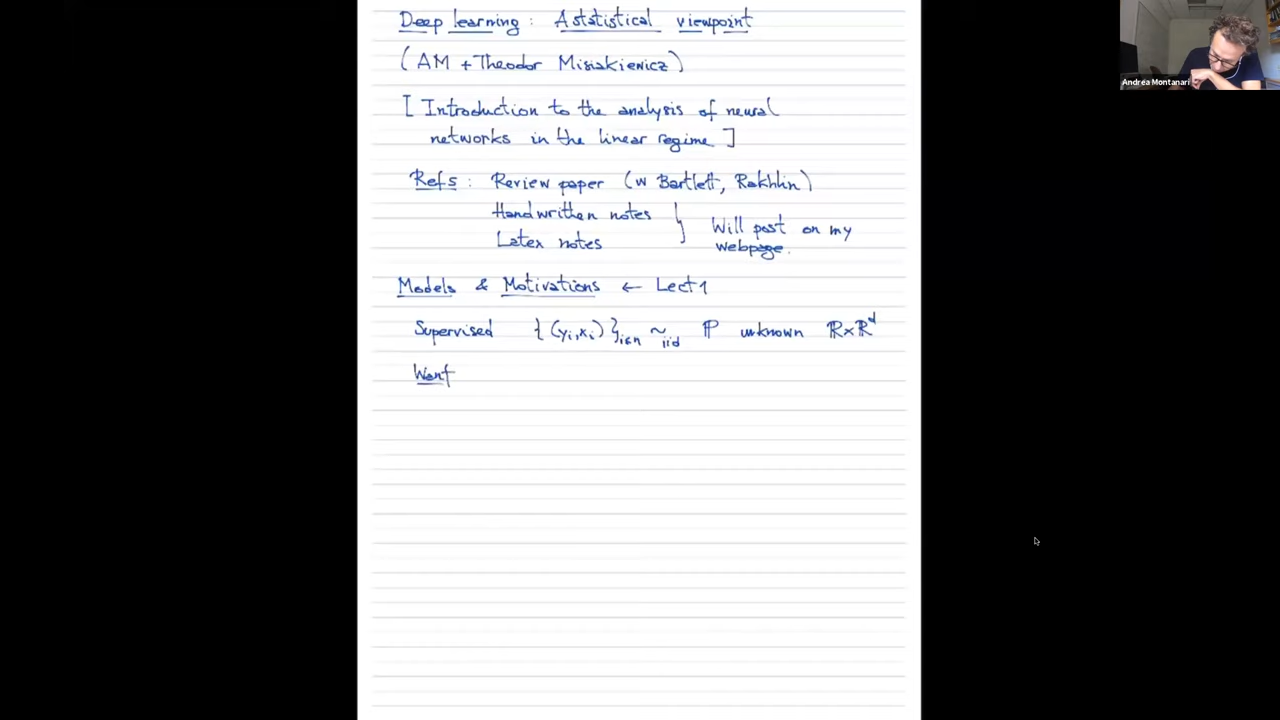 Deep learning: A statistical viewpoint
(AM + Theodor Misiakiewicz)
[ Introduction to the analysis of neural
networks in the linear regime ]
Refs: Review paper (w Bartlett, Rakhlin)
Handwritten notes
Latex notes
} Will post on my
webpage.
Models & Motivations ← Lect 1
Supervised {(yi,xi)}i≤n ~iid ℙ unknown ℝ×ℝ^d
Want
Andrea Montanari